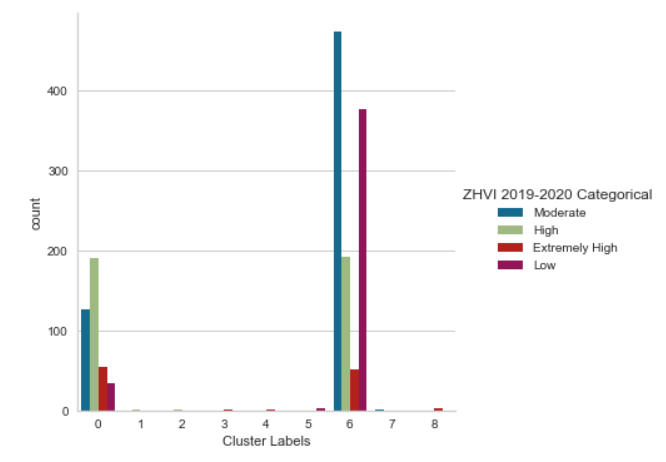 400
300
200
100
0
count
0 1 2 3 4 5 6 7 8
Cluster Labels
ZHVI 2019-2020 Categorical
Moderate
High
Extremely High
Low